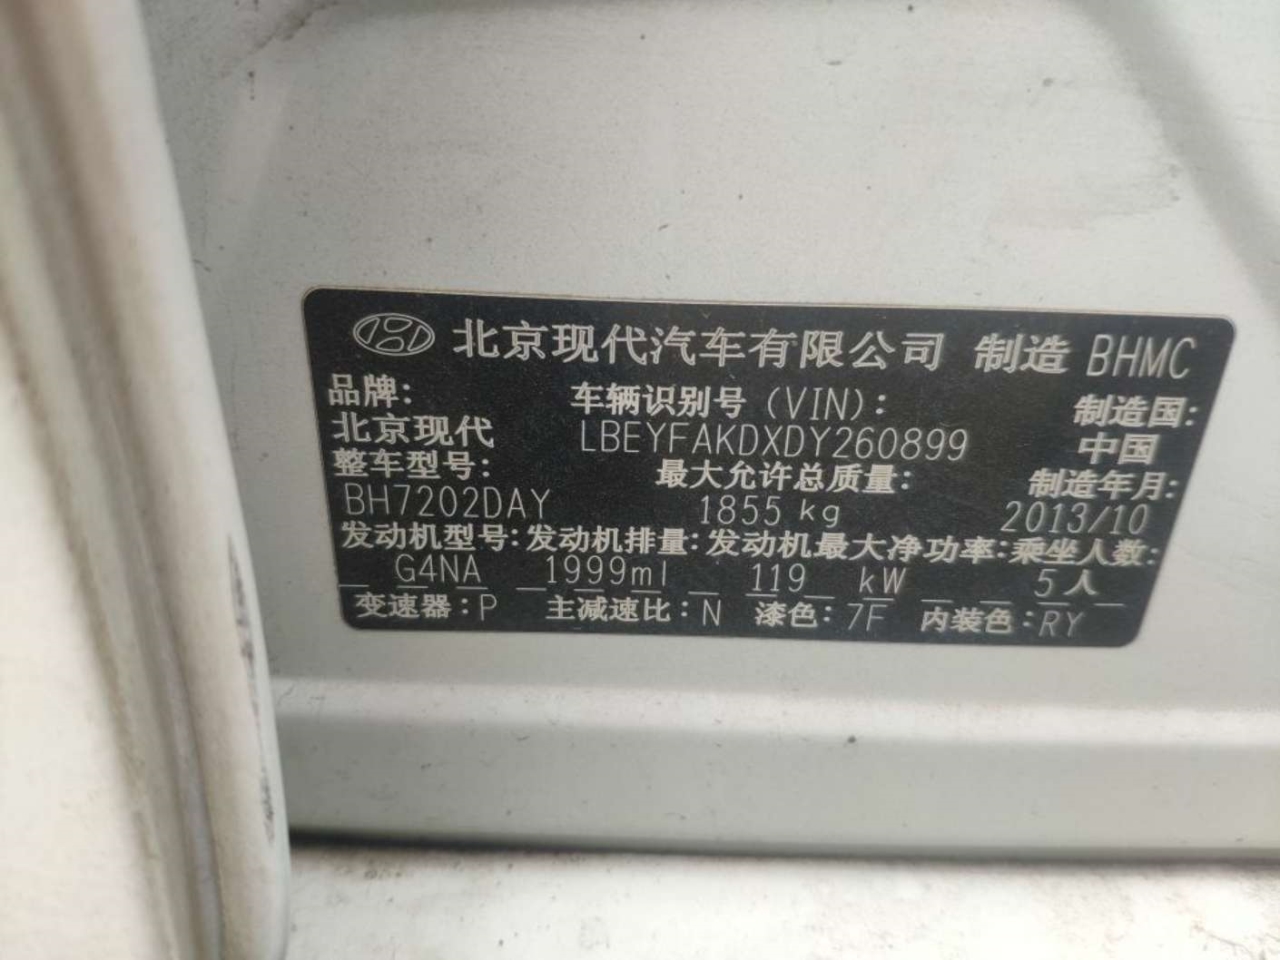 北京现代汽车有限公司 制造 BHMC
品牌: 车辆识别号(VIN): 制造国:
北京现代 LBEYFAKDXDY260899 中国
整车型号: 最大允许总质量: 制造年月:
BH7202DAY 1855 kg 2013/10
发动机型号: 发动机排量: 发动机最大净功率: 乘坐人数:
G4NA 1999ml 119 kW 5人
变速器: P 主减速比: N 漆色: 7F 内装色: RY